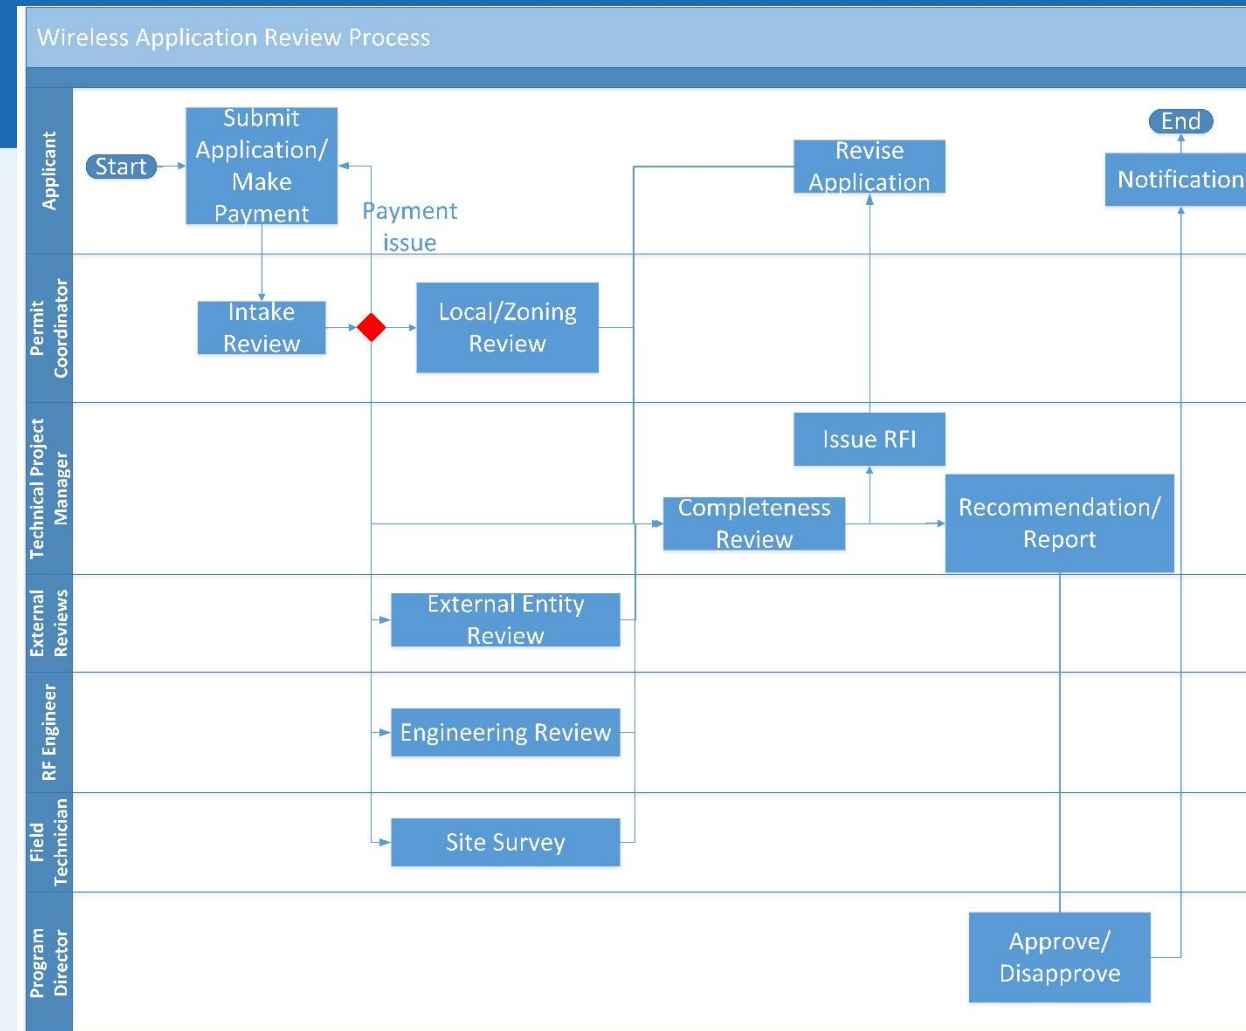 Wireless Application Review Process
Applicant
Start
Submit
Application/
Make
Payment
Payment
issue
Revise
Application
End
Notification
Permit
Coordinator
Intake
Review
Local/Zoning
Review
Technical Project
Manager
Issue RFI
Completeness
Review
Recommendation/
Report
External
Reviews
External Entity
Review
RF Engineer
Engineering Review
Field
Technician
Site Survey
Program
Director
Approve/
Disapprove